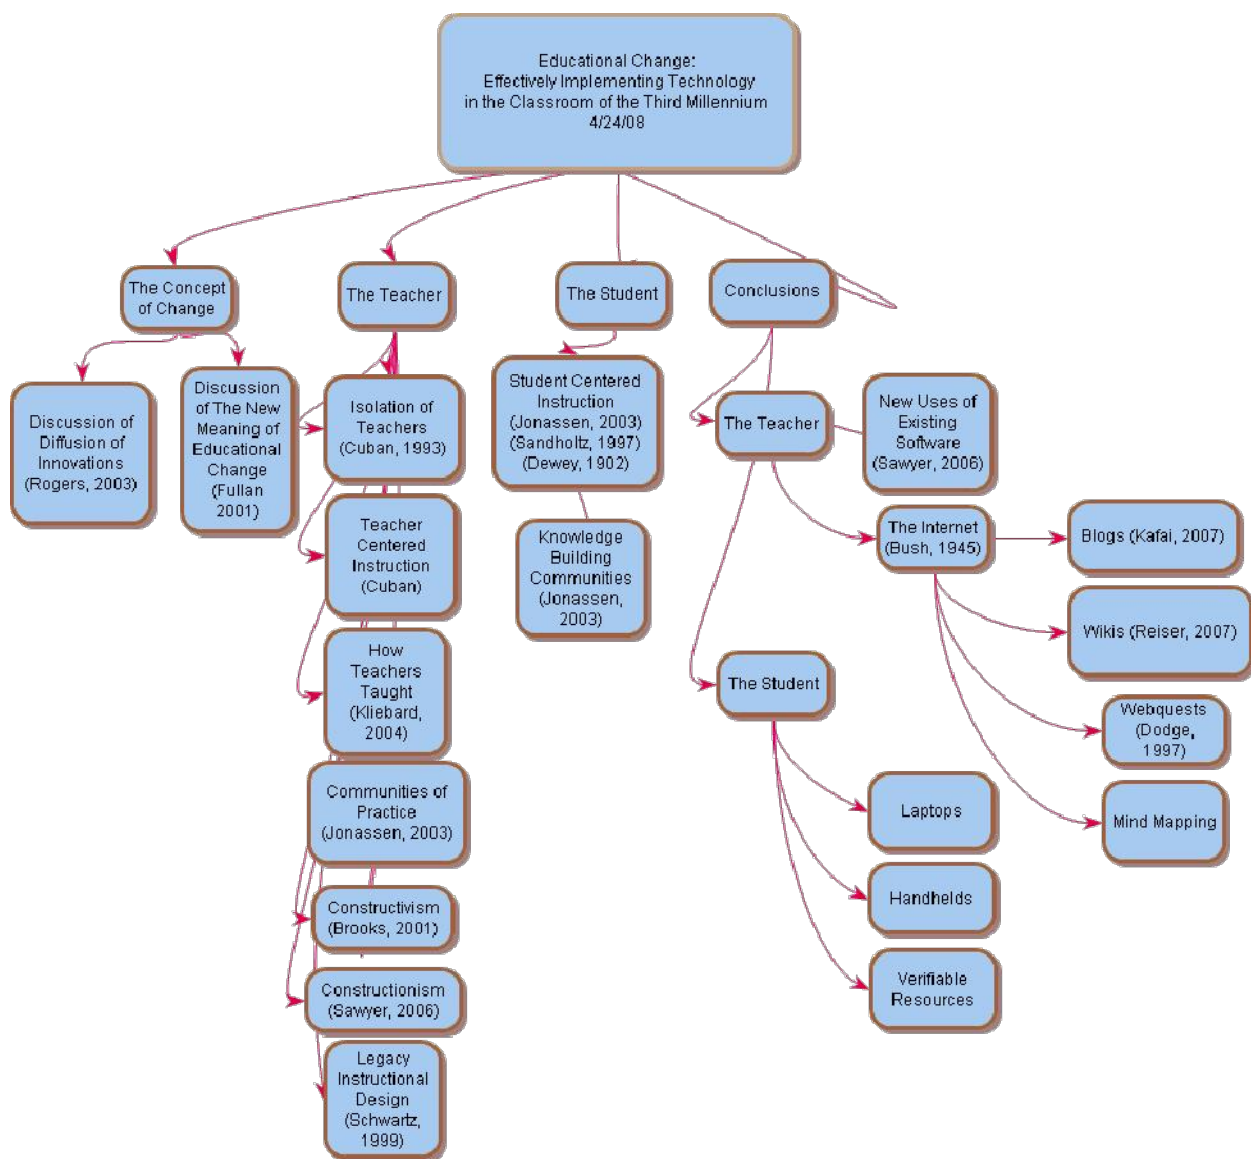 Educational Change:
Effectively Implementing Technology
in the Classroom of the Third Millennium
4/24/08
The Concept
of Change
The Teacher
The Student
Conclusions
Discussion of
Diffusion of
Innovations
(Rogers, 2003)
Discussion
of The New
Meaning of
Educational
Change
(Fullan
2001)
Isolation of
Teachers
(Cuban, 1993)
Teacher
Centered
Instruction
(Cuban)
How
Teachers
Taught
(Kliebard,
2004)
Communities of
Practice
(Jonassen, 2003)
Constructivism
(Brooks, 2001)
Constructionism
(Sawyer, 2006)
Legacy
Instructional
Design
(Schwartz,
1999)
Student Centered
Instruction
(Jonassen, 2003)
(Sandholtz, 1997)
(Dewey, 1902)
Knowledge
Building
Communities
(Jonassen,
2003)
The Teacher
New Uses of
Existing
Software
(Sawyer, 2006)
The Internet
(Bush, 1945)
Blogs (Kafai, 2007)
Wikis (Reiser, 2007)
Webquests
(Dodge,
1997)
Mind Mapping
The Student
Laptops
Handhelds
Verifiable
Resources